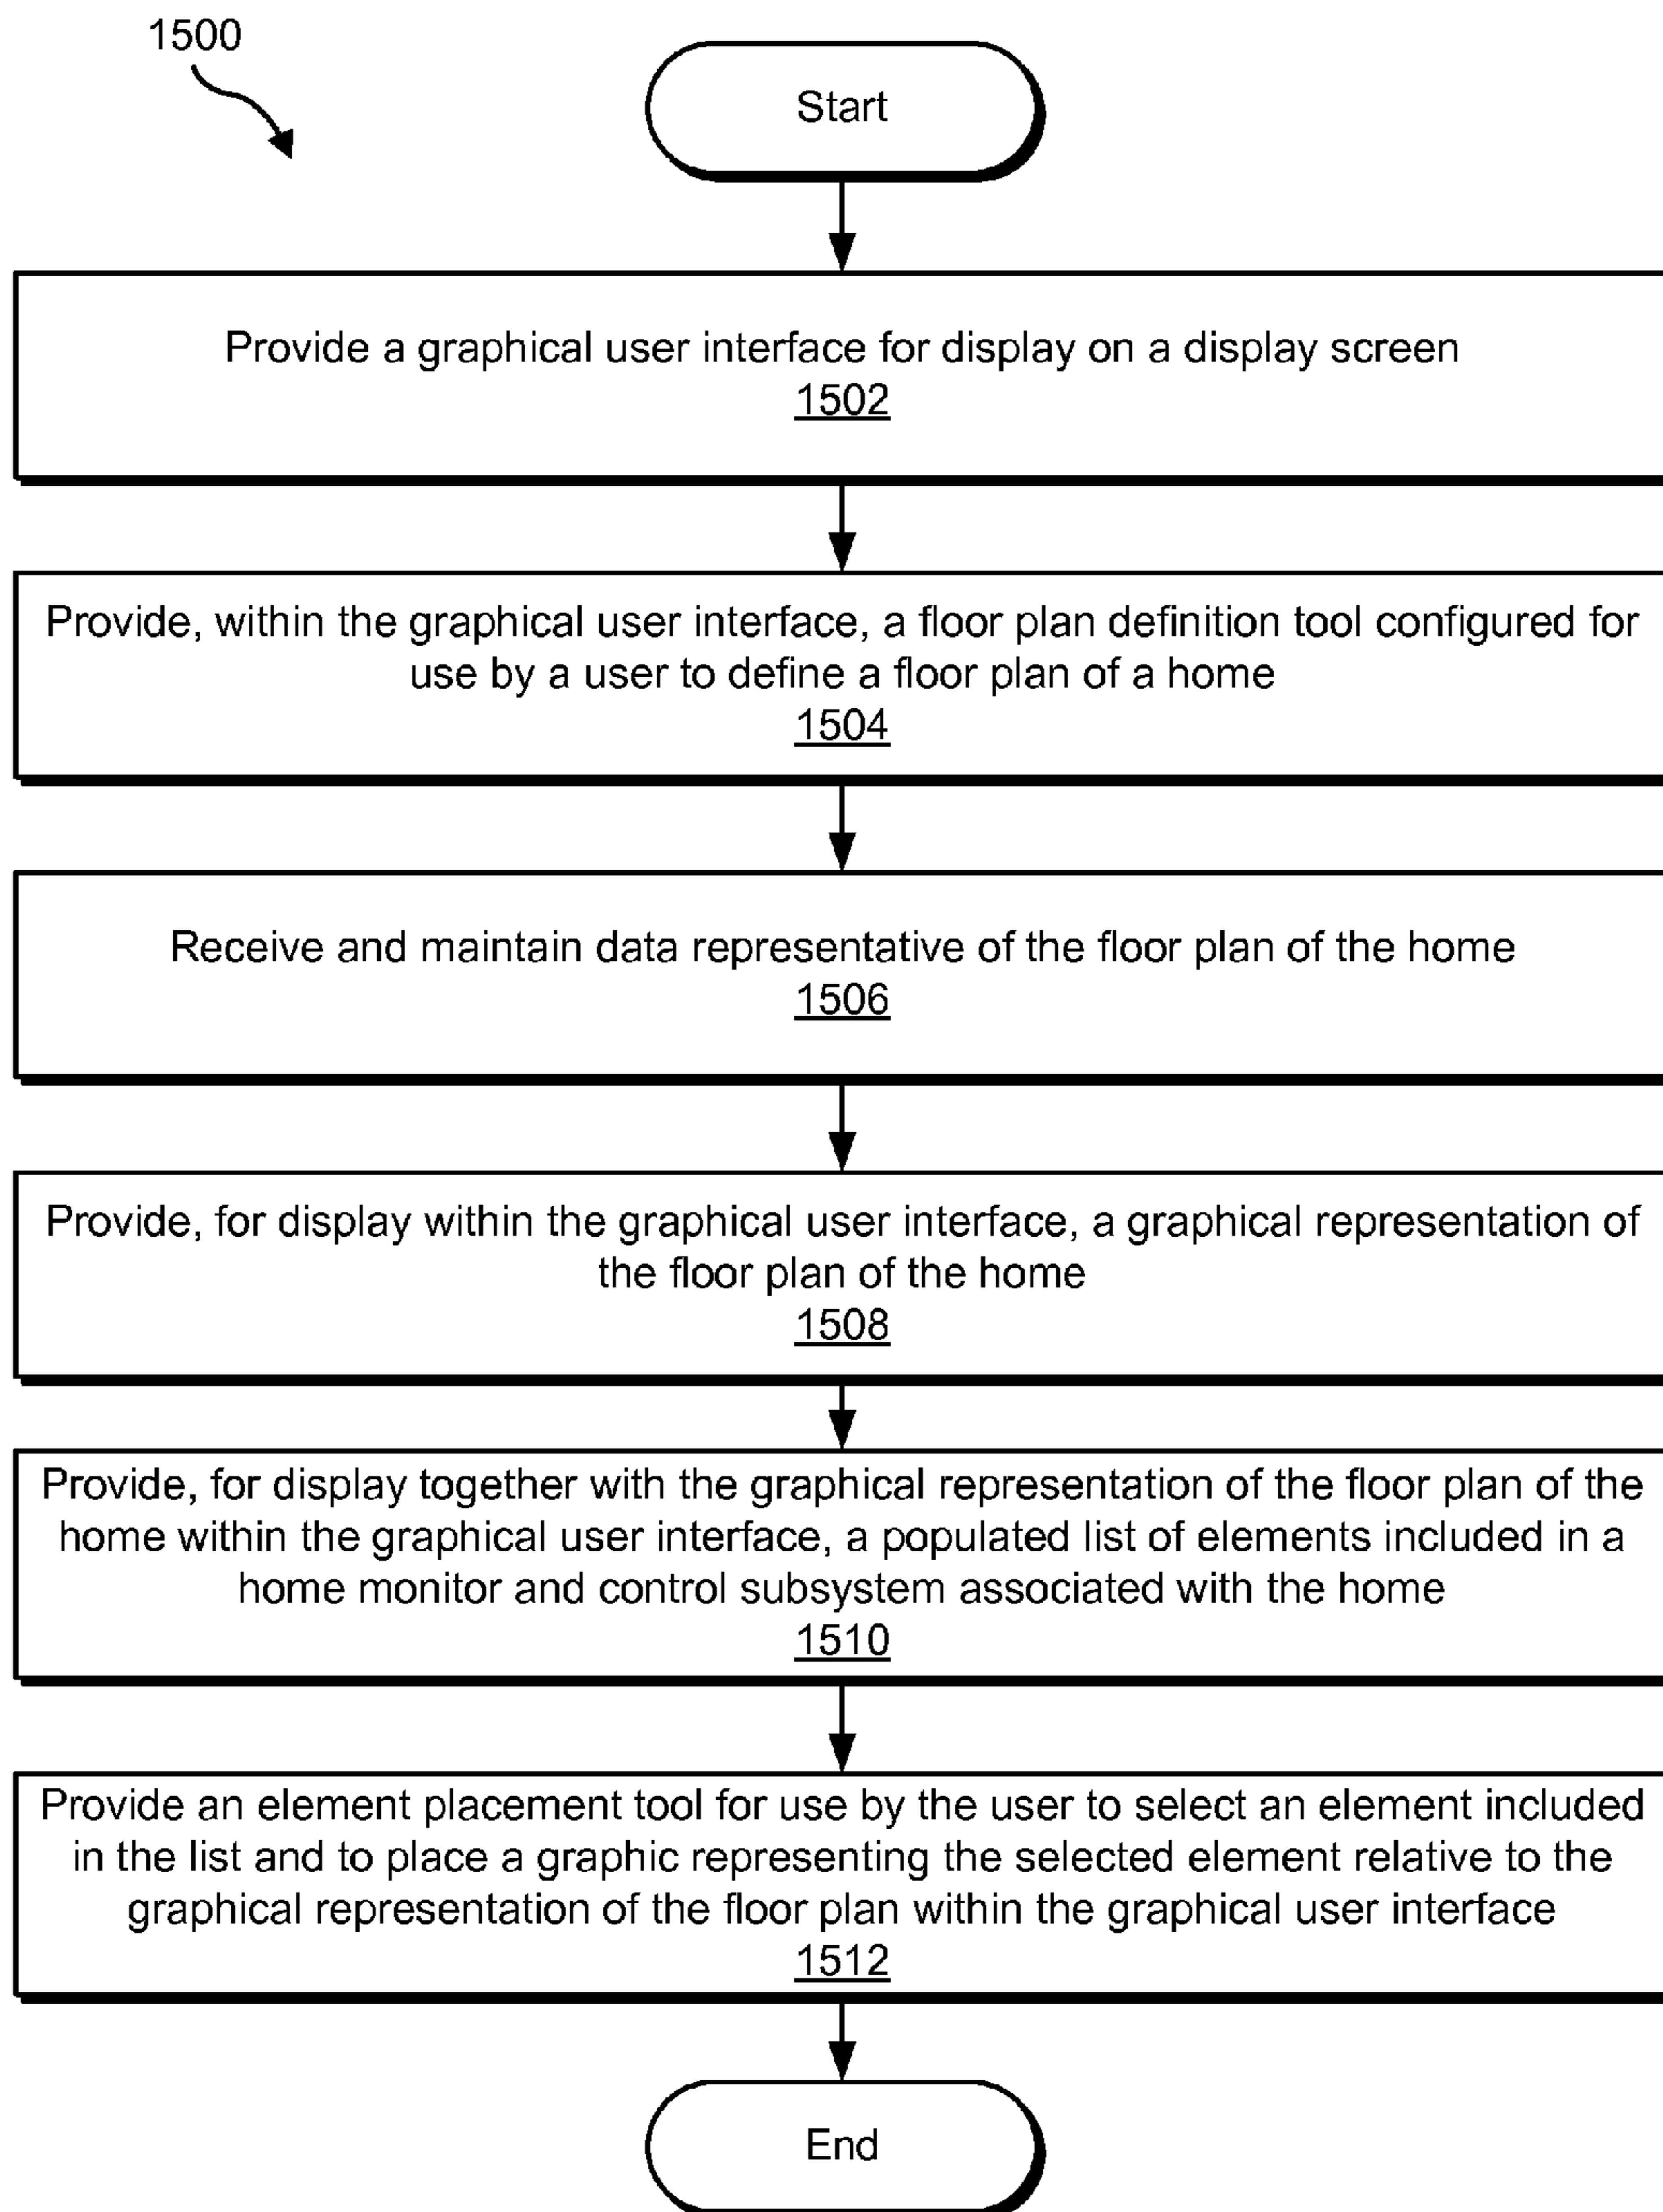 1500
Start
Provide a graphical user interface for display on a display screen
1502
Provide, within the graphical user interface, a floor plan definition tool configured for
use by a user to define a floor plan of a home
1504
Receive and maintain data representative of the floor plan of the home
1506
Provide, for display within the graphical user interface, a graphical representation of
the floor plan of the home
1508
Provide, for display together with the graphical representation of the floor plan of the
home within the graphical user interface, a populated list of elements included in a
home monitor and control subsystem associated with the home
1510
Provide an element placement tool for use by the user to select an element included
in the list and to place a graphic representing the selected element relative to the
graphical representation of the floor plan within the graphical user interface
1512
End